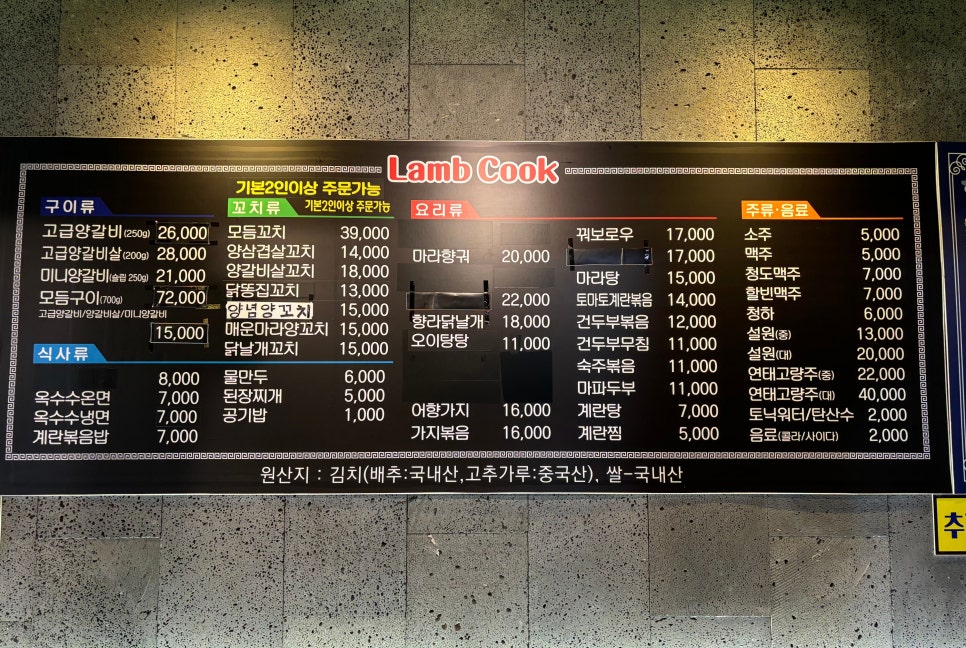 Lamb Cook
구이류
고급양갈비(250g) 26,000
고급양갈비살(200g) 28,000
미니양갈비(숄립 250g) 21,000
모듬구이(700g) 72,000
고급양갈비/양갈비살/미니양갈비
15,000
식사류
8,000
옥수수온면 7,000
옥수수냉면 7,000
계란볶음밥 7,000
기본2인이상 주문가능
꼬치류 기본2인이상 주문가능
모듬꼬치 39,000
양삼겹살꼬치 14,000
양갈비살꼬치 18,000
닭똥집꼬치 13,000
양념양꼬치 15,000
매운마라양꼬치 15,000
닭날개꼬치 15,000
물만두 6,000
된장찌개 5,000
공기밥 1,000
요리류
마라향궈 20,000
22,000
향라닭날개 18,000
오이탕탕 11,000
어향가지 16,000
가지볶음 16,000
꿔보로우 17,000
17,000
마라탕 15,000
토마토계란볶음 14,000
건두부볶음 12,000
건두부무침 11,000
숙주볶음 11,000
마파두부 11,000
계란탕 7,000
계란찜 5,000
주류·음료
소주 5,000
맥주 5,000
청도맥주 7,000
할빈맥주 7,000
청하 6,000
설원(중) 13,000
설원(대) 20,000
연태고량주(중) 22,000
연태고량주(대) 40,000
토닉워터/탄산수 2,000
음료(콜라/사이다) 2,000
원산지 : 김치(배추:국내산,고추가루:중국산), 쌀-국내산
추